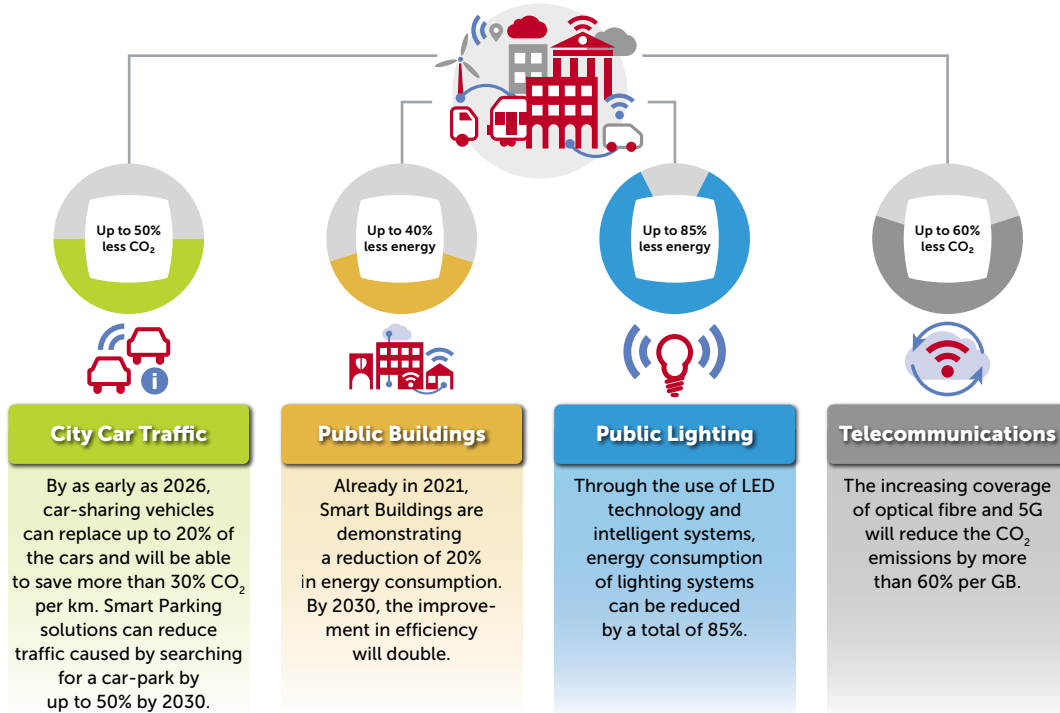 Up to 50%
less CO₂
Up to 40%
less energy
Up to 85%
less energy
Up to 60%
less CO₂
i
City Car Traffic
By as early as 2026,
car-sharing vehicles
can replace up to 20% of
the cars and will be able
to save more than 30% CO₂
per km. Smart Parking
solutions can reduce
traffic caused by searching
for a car-park by
up to 50% by 2030.
Public Buildings
Already in 2021,
Smart Buildings are
demonstrating
a reduction of 20%
in energy consumption.
By 2030, the improve-
ment in efficiency
will double.
Public Lighting
Through the use of LED
technology and
intelligent systems,
energy consumption
of lighting systems
can be reduced
by a total of 85%.
Telecommunications
The increasing coverage
of optical fibre and 5G
will reduce the CO₂
emissions by more
than 60% per GB.